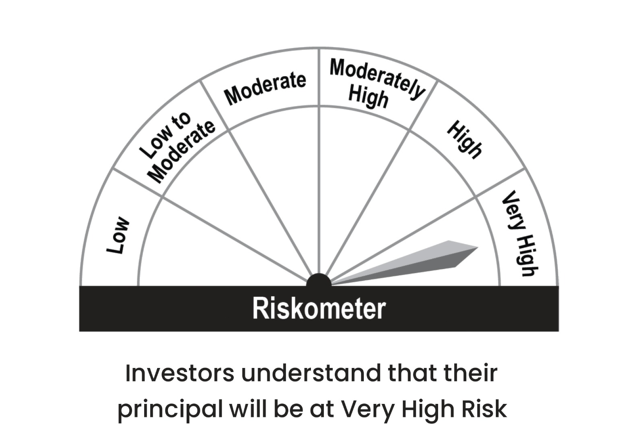 Low
Low to
Moderate
Moderate
Moderately
High
High
Very High
Riskometer
Investors understand that their
principal will be at Very High Risk